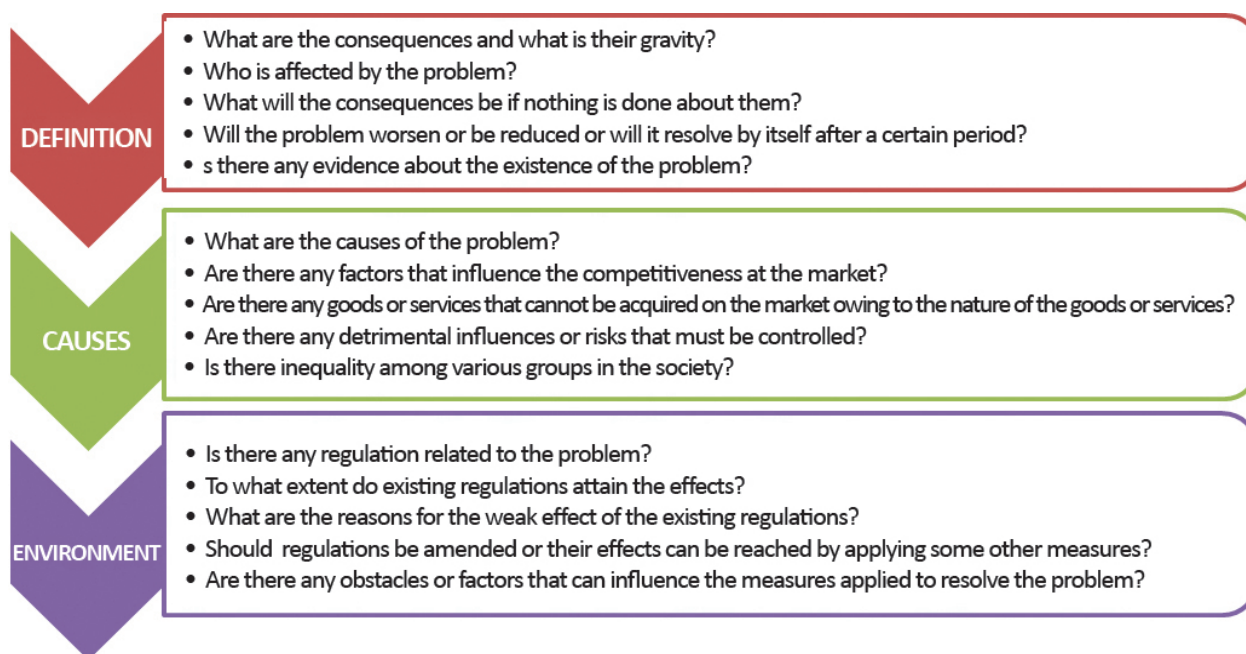 DEFINITION
• What are the consequences and what is their gravity?
• Who is affected by the problem?
• What will the consequences be if nothing is done about them?
• Will the problem worsen or be reduced or will it resolve by itself after a certain period?
• s there any evidence about the existence of the problem?
CAUSES
• What are the causes of the problem?
• Are there any factors that influence the competitiveness at the market?
• Are there any goods or services that cannot be acquired on the market owing to the nature of the goods or services?
• Are there any detrimental influences or risks that must be controlled?
• Is there inequality among various groups in the society?
ENVIRONMENT
• Is there any regulation related to the problem?
• To what extent do existing regulations attain the effects?
• What are the reasons for the weak effect of the existing regulations?
• Should regulations be amended or their effects can be reached by applying some other measures?
• Are there any obstacles or factors that can influence the measures applied to resolve the problem?